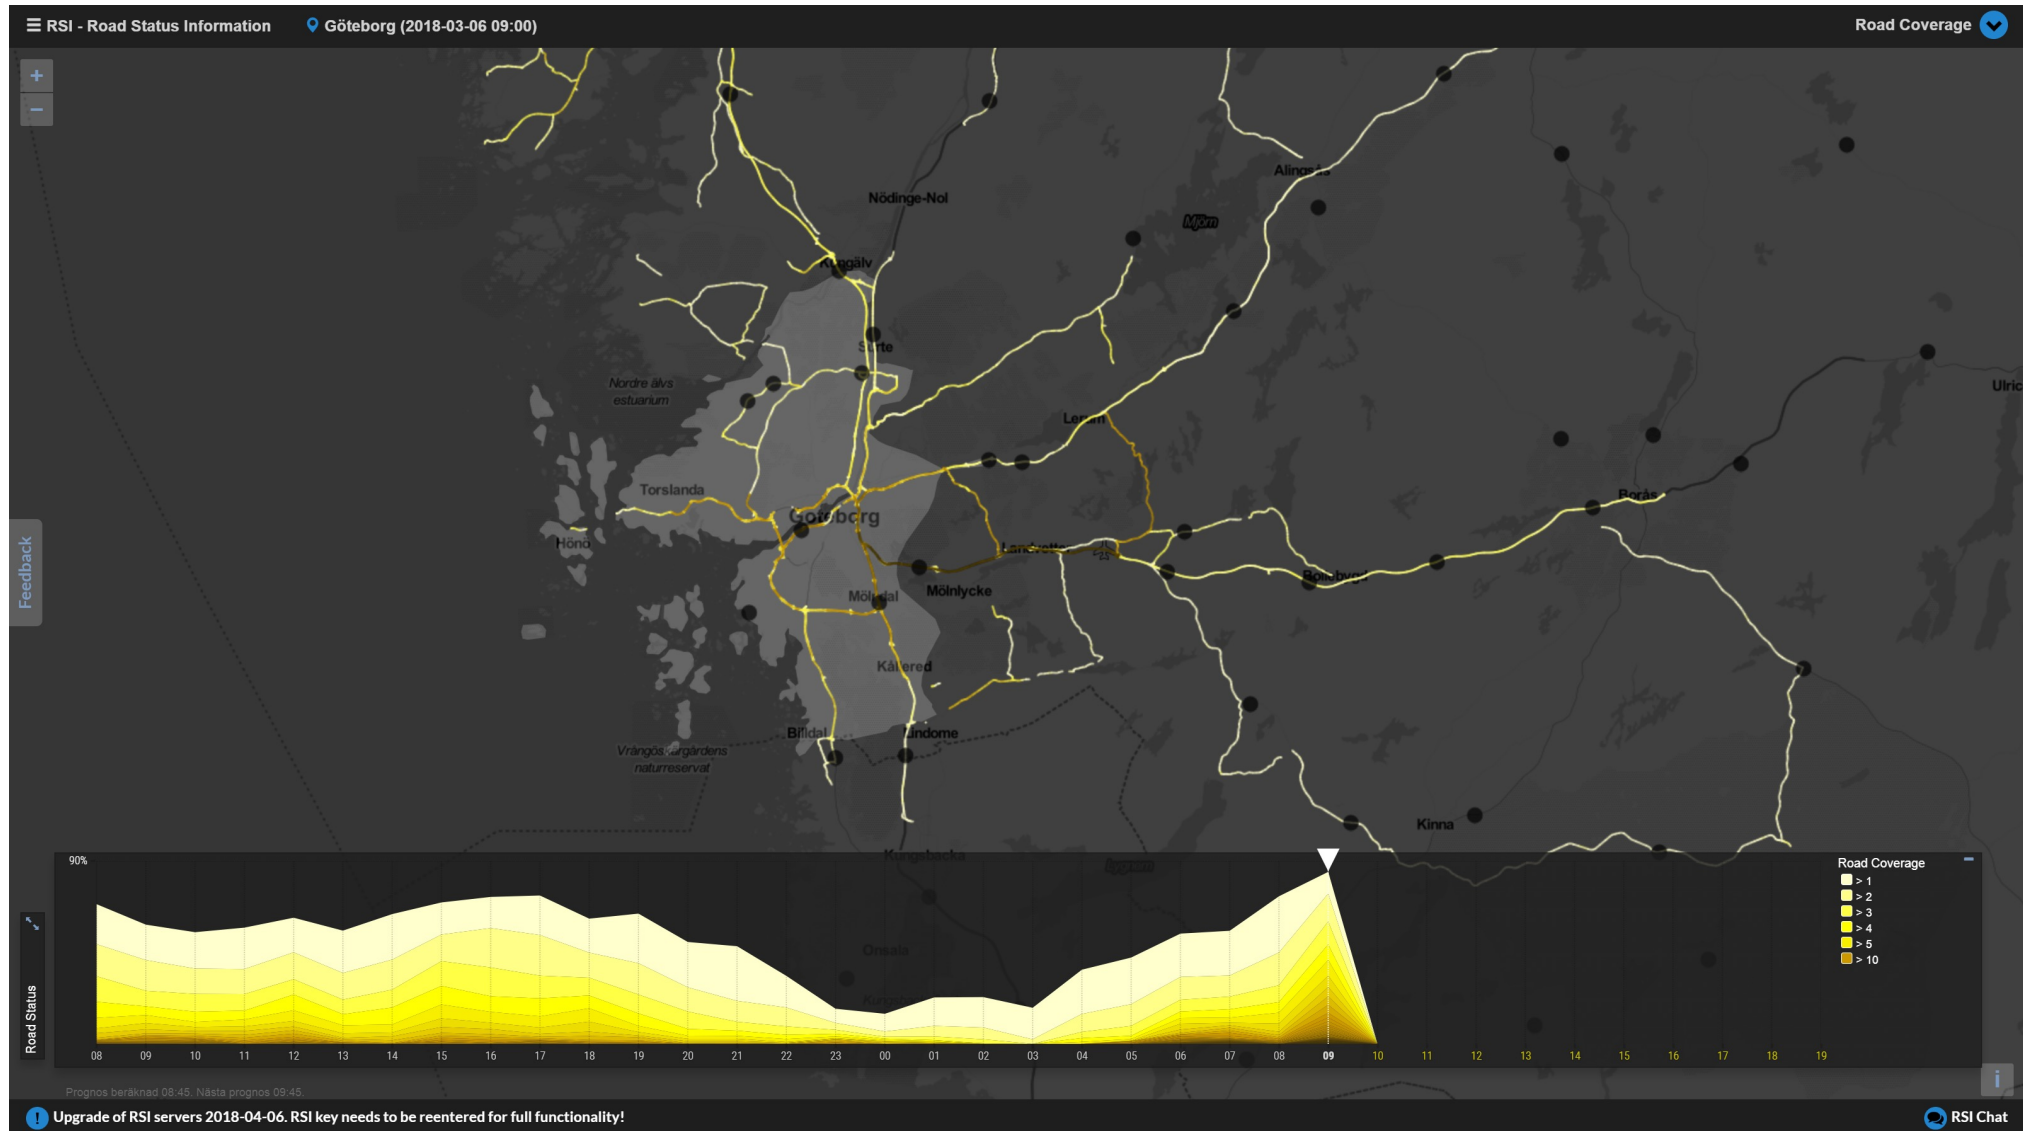 RSI - Road Status Information
Göteborg (2018-03-06 09:00)
Road Coverage
+
−
Alingsås
Nödinge-Nol
Mjörn
Kungälv
Surte
Nordre älvs
estuarium
Ulric
Lerum
Torslanda
Borås
Göteborg
Hönö
Landvetter
Feedback
Bollebygd
Mölndal
Mölnlycke
Kållered
Billdal
Lindome
Vrångöskärgårdens
naturreservat
Kinna
Kungsbacka
Lygnern
90%
Road Coverage
> 1
> 2
> 3
> 4
> 5
> 10
Onsala
Road Status
08 09 10 11 12 13 14 15 16 17 18 19 20 21 22 23 00 01 02 03 04 05 06 07 08 09 10 11 12 13 14 15 16 17 18 19
Prognos beräknad 08:45. Nästa prognos 09:45.
i
! Upgrade of RSI servers 2018-04-06. RSI key needs to be reentered for full functionality!
RSI Chat